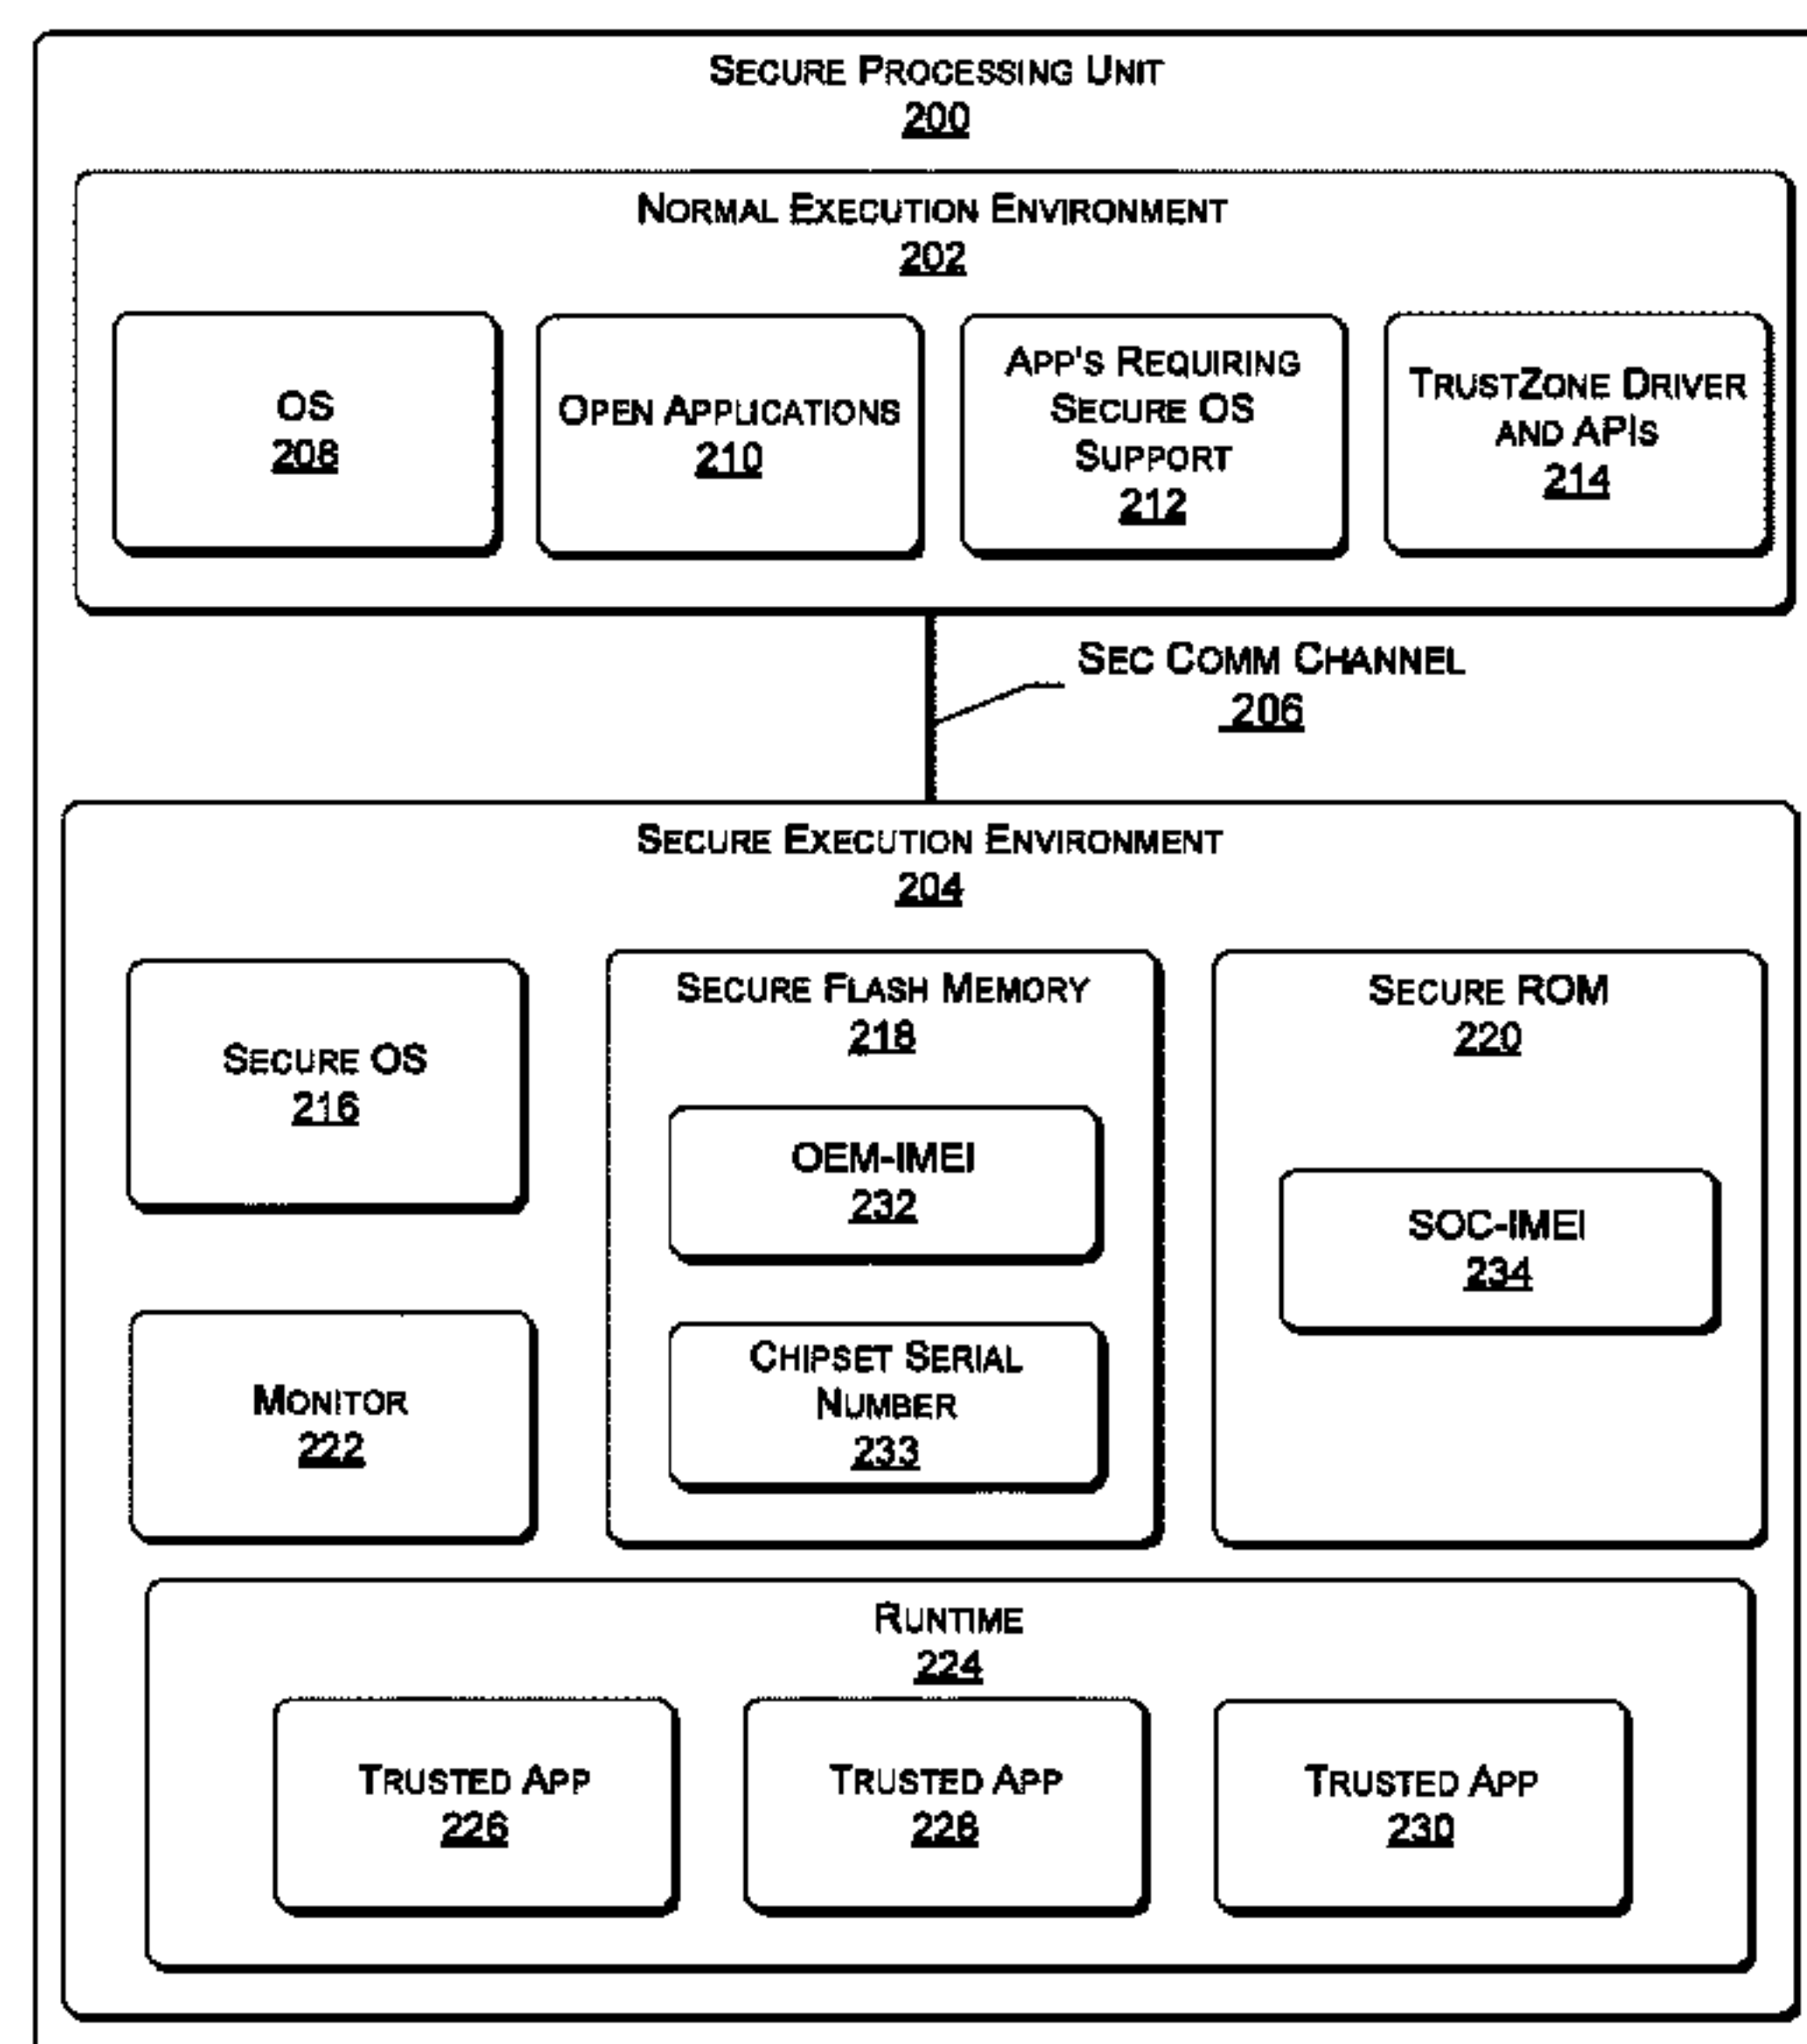 SECURE PROCESSING UNIT
200
NORMAL EXECUTION ENVIRONMENT
202
OS
208
OPEN APPLICATIONS
210
APP'S REQUIRING
SECURE OS
SUPPORT
212
TRUSTZONE DRIVER
AND APIS
214
SEC COMM CHANNEL
206
SECURE EXECUTION ENVIRONMENT
204
SECURE OS
216
SECURE FLASH MEMORY
218
OEM-IMEI
232
CHIPSET SERIAL
NUMBER
233
SECURE ROM
220
SOC-IMEI
234
MONITOR
222
RUNTIME
224
TRUSTED APP
226
TRUSTED APP
228
TRUSTED APP
230